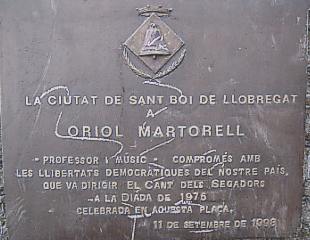 LA CIUTAT DE SANT BOI DE LLOBREGAT
A
ORIOL MARTORELL
- PROFESSOR I MÚSIC - COMPROMÈS AMB
LES LLIBERTATS DEMOCRÀTIQUES DEL NOSTRE PAÍS,
QUE VA DIRIGIR EL CANT DELS SEGADORS
A LA DIADA DE 1976
CELEBRADA EN AQUESTA PLAÇA.
11 DE SETEMBRE DE 1996